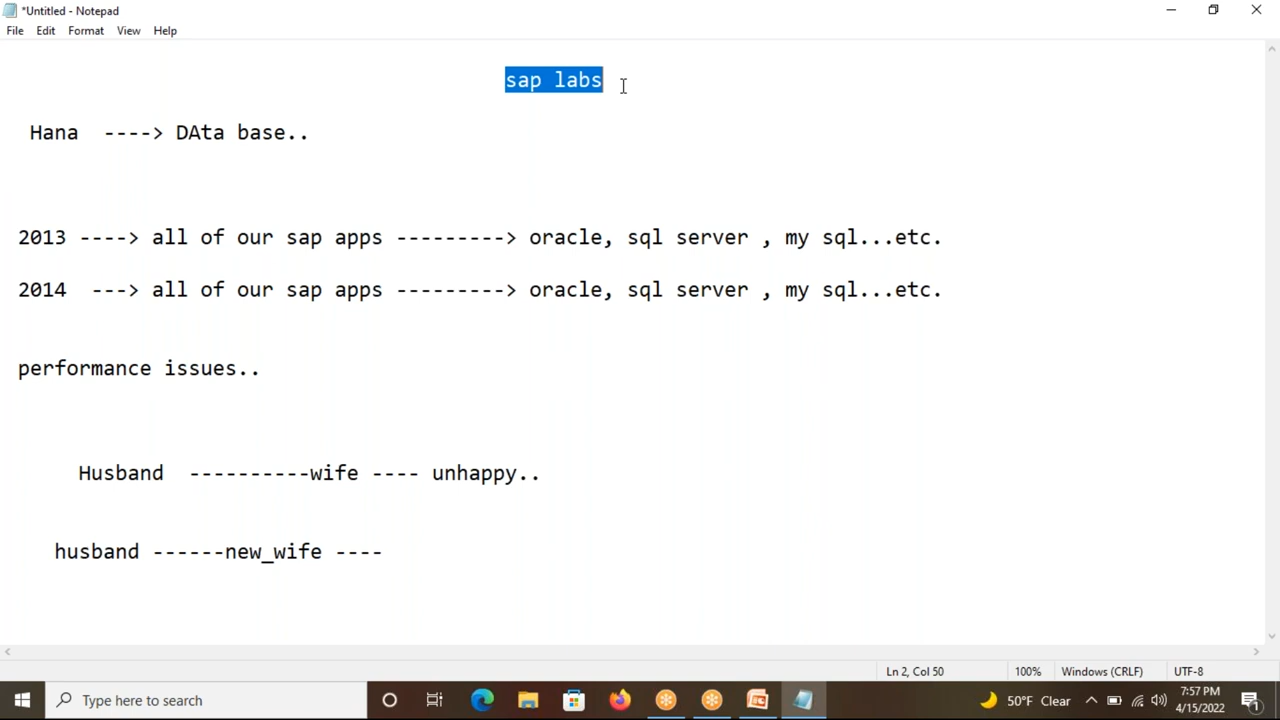 *Untitled - Notepad
File Edit Format View Help
sap labs
Hana ----> DAta base..
2013 ----> all of our sap apps ---------> oracle, sql server , my sql...etc.
2014 ---> all of our sap apps ---------> oracle, sql server , my sql...etc.
performance issues..
Husband ----------wife ---- unhappy..
husband ------new_wife ----
Ln 2, Col 50 100% Windows (CRLF) UTF-8
Type here to search 50°F Clear 7:57 PM
4/15/2022 1